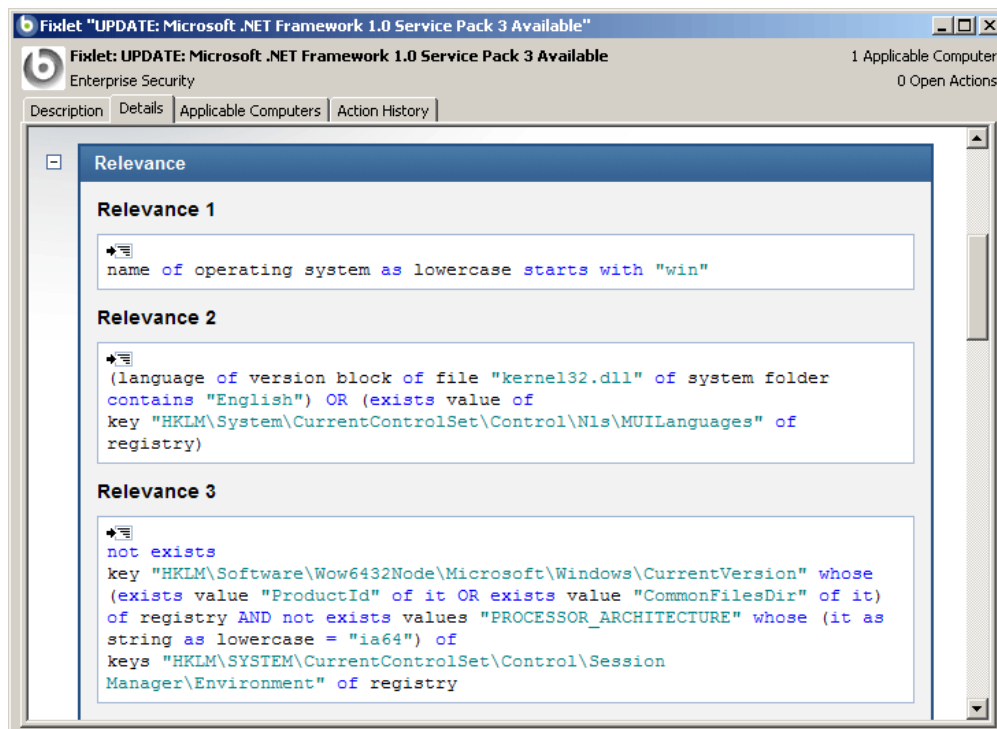 Fixlet "UPDATE: Microsoft .NET Framework 1.0 Service Pack 3 Available"
Fixlet: UPDATE: Microsoft .NET Framework 1.0 Service Pack 3 Available
1 Applicable Computer
Enterprise Security
0 Open Actions
Description Details Applicable Computers Action History
Relevance
Relevance 1
name of operating system as lowercase starts with "win"
Relevance 2
(language of version block of file "kernel32.dll" of system folder
contains "English") OR (exists value of
key "HKLM\System\CurrentControlSet\Control\Nls\MUILanguages" of
registry)
Relevance 3
not exists
key "HKLM\Software\Wow6432Node\Microsoft\Windows\CurrentVersion" whose
(exists value "ProductId" of it OR exists value "CommonFilesDir" of it)
of registry AND not exists values "PROCESSOR_ARCHITECTURE" whose (it as
string as lowercase = "ia64") of
keys "HKLM\SYSTEM\CurrentControlSet\Control\Session
Manager\Environment" of registry